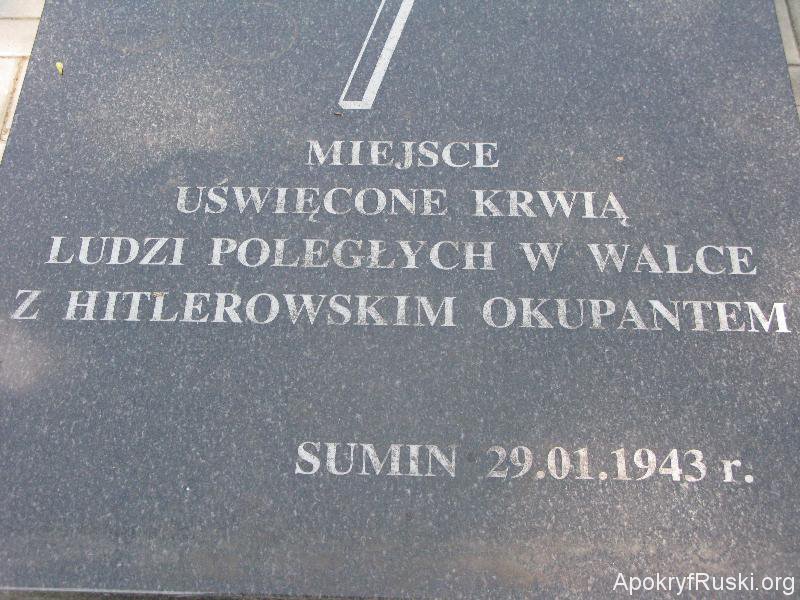 MIEJSCE
UŚWIĘCONE KRWIĄ
LUDZI POLEGŁYCH W WALCE
Z HITLEROWSKIM OKUPANTEM
SUMIN 29.01.1943 r.
ApokryfRuski.org